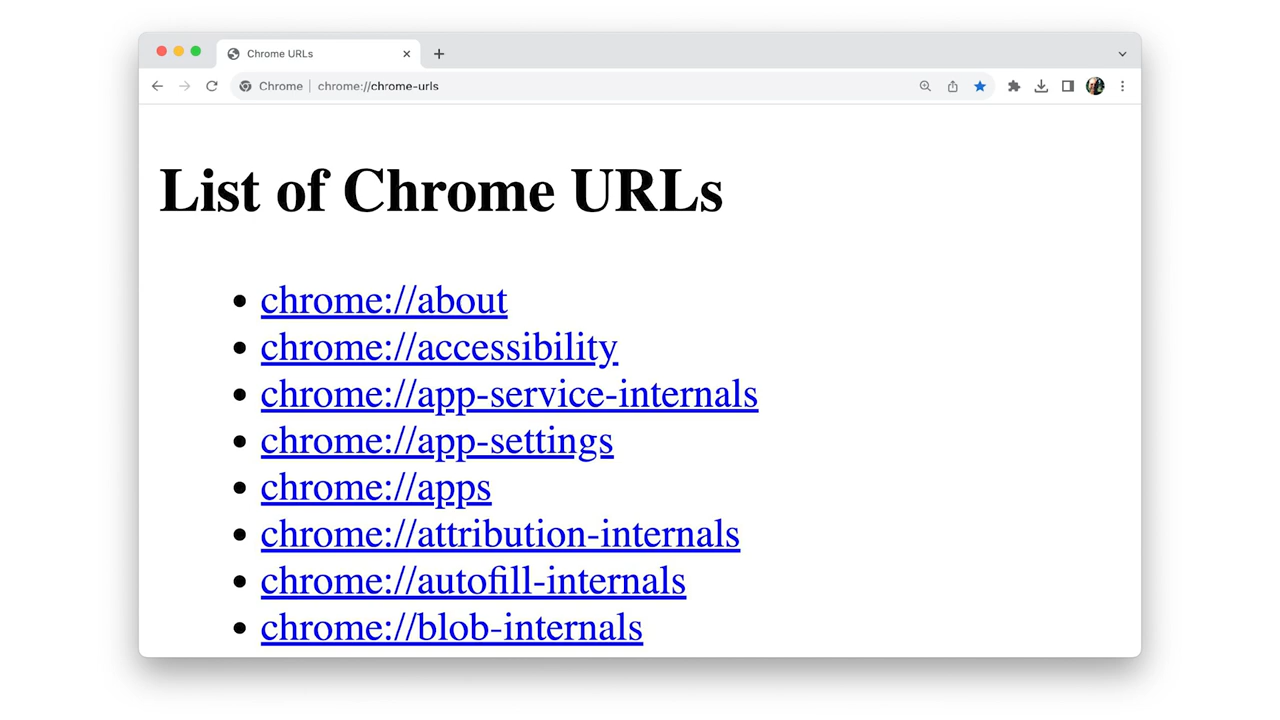 Chrome URLs
Chrome chrome://chrome-urls
List of Chrome URLs
chrome://about
chrome://accessibility
chrome://app-service-internals
chrome://app-settings
chrome://apps
chrome://attribution-internals
chrome://autofill-internals
chrome://blob-internals